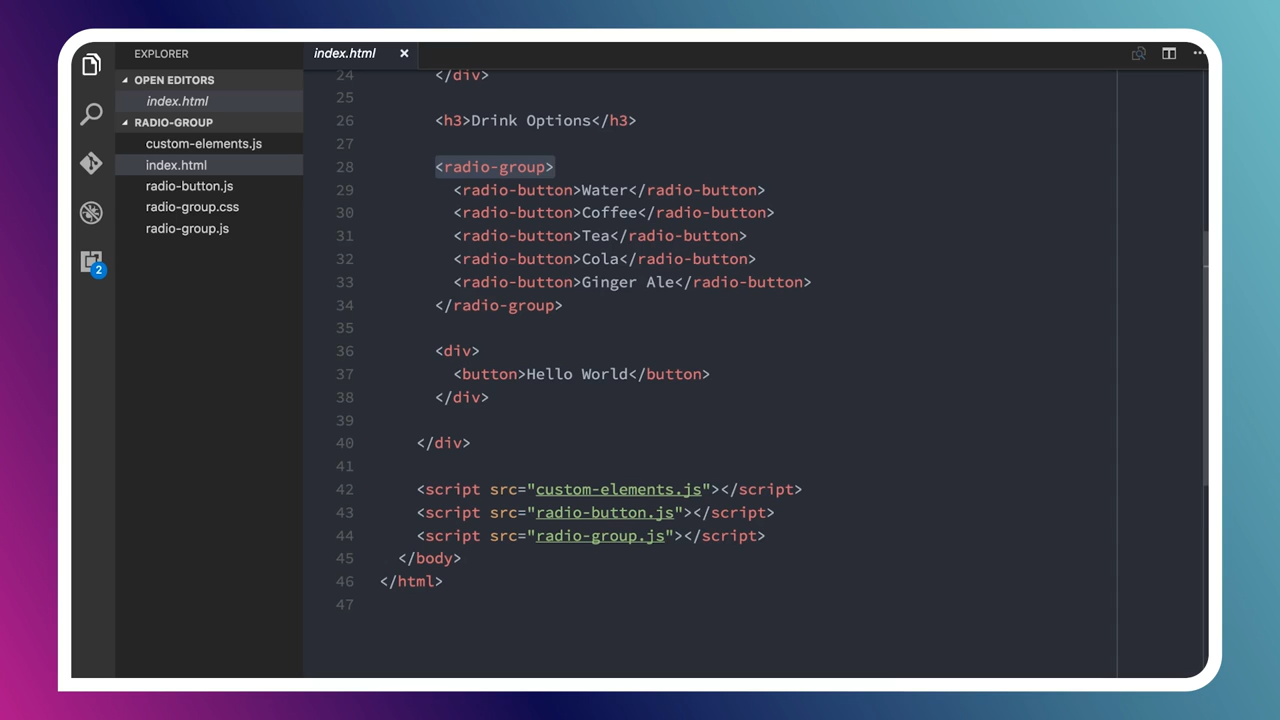 EXPLORER
OPEN EDITORS
index.html
RADIO-GROUP
custom-elements.js
index.html
radio-button.js
radio-group.css
radio-group.js
2
index.html ×
24 </div>
25
26 <h3>Drink Options</h3>
27
28 <radio-group>
29 <radio-button>Water</radio-button>
30 <radio-button>Coffee</radio-button>
31 <radio-button>Tea</radio-button>
32 <radio-button>Cola</radio-button>
33 <radio-button>Ginger Ale</radio-button>
34 </radio-group>
35
36 <div>
37 <button>Hello World</button>
38 </div>
39
40 </div>
41
42 <script src="custom-elements.js"></script>
43 <script src="radio-button.js"></script>
44 <script src="radio-group.js"></script>
45 </body>
46 </html>
47